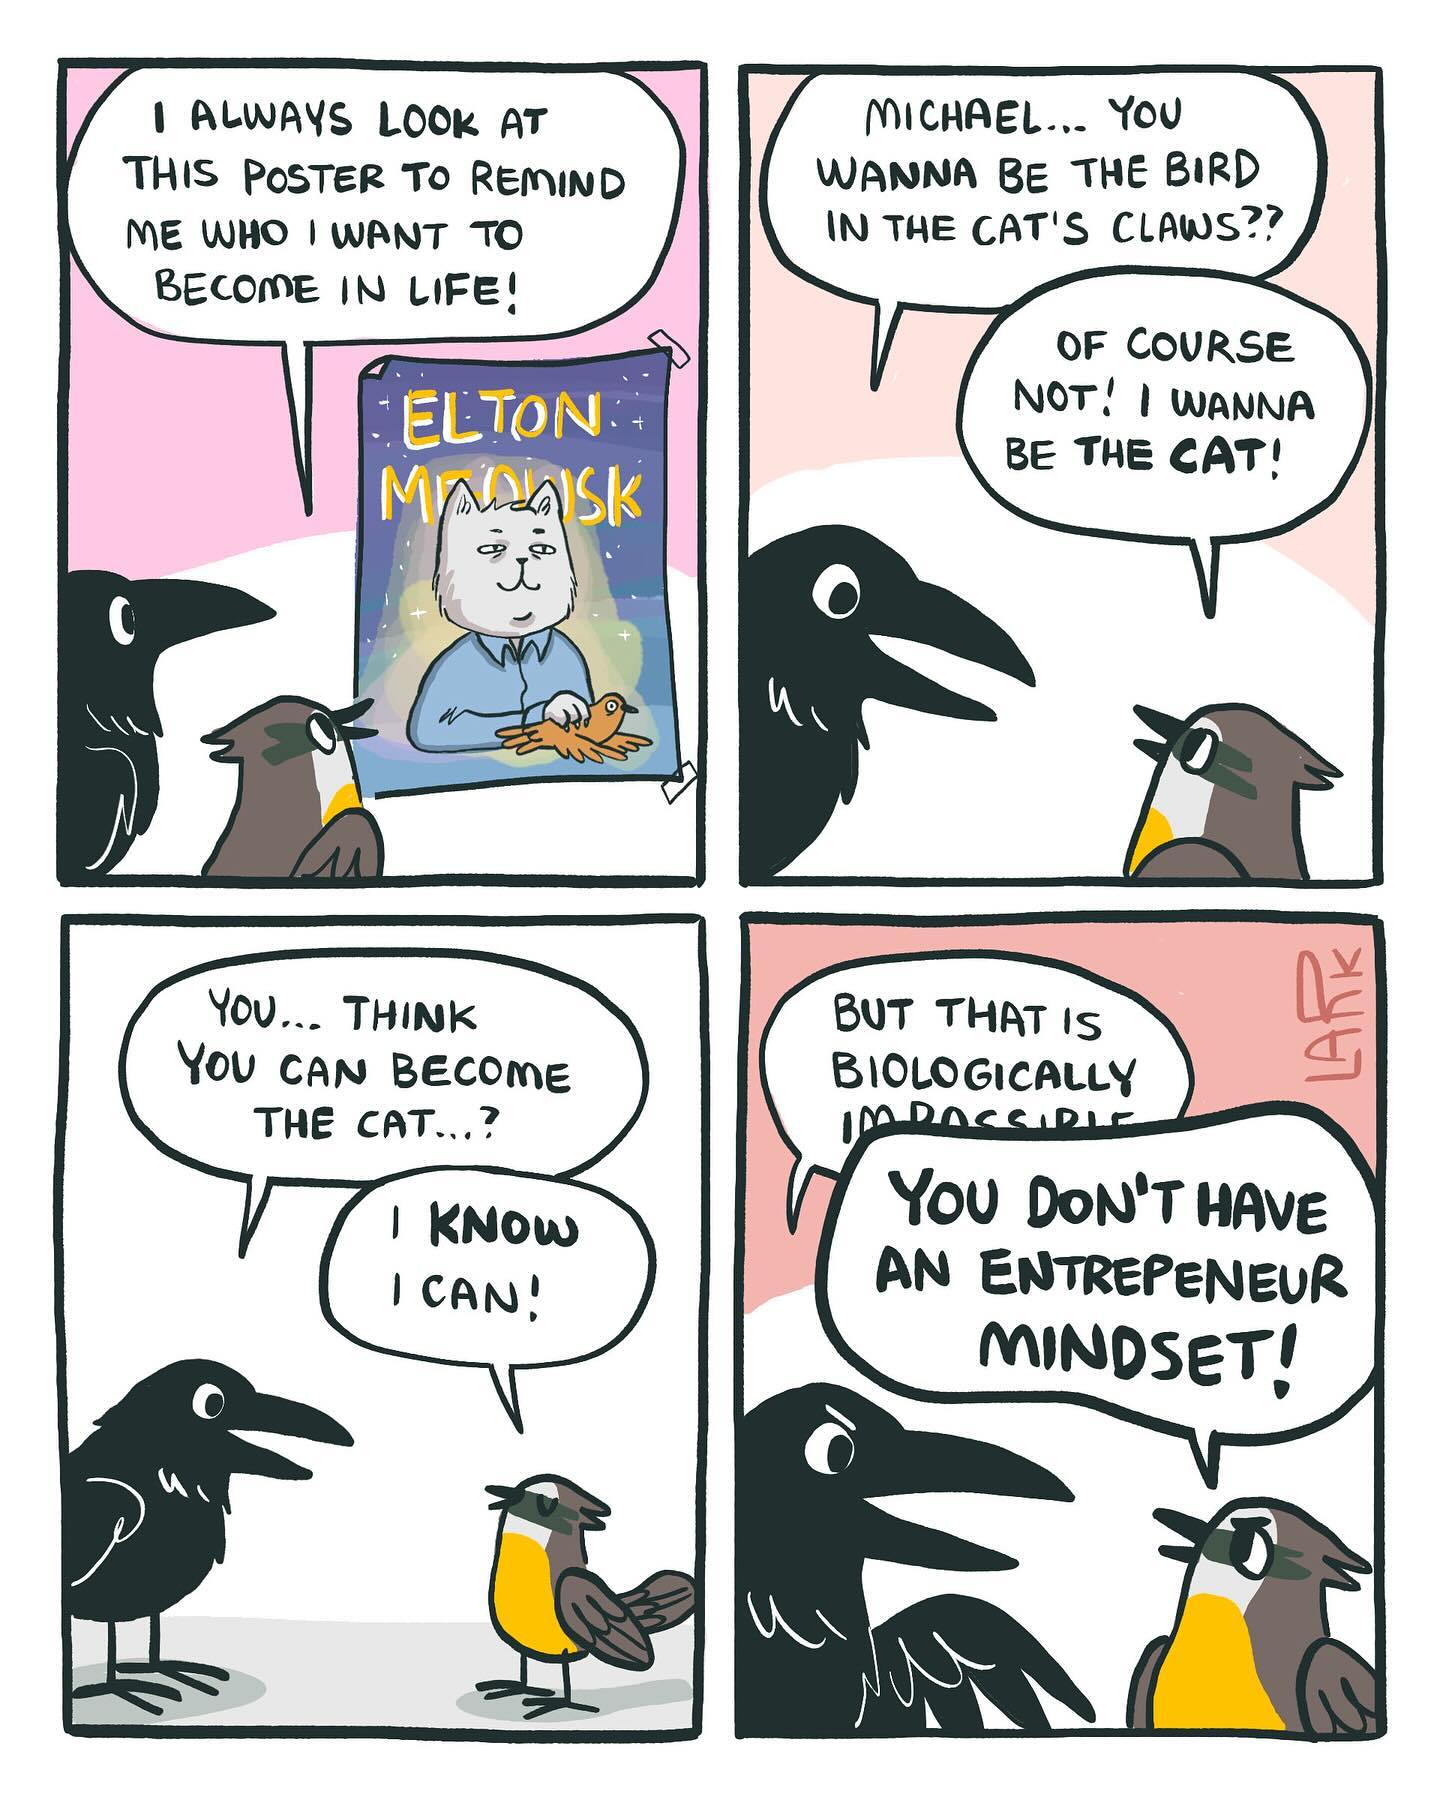 I ALWAYS LOOK AT
THIS POSTER TO REMIND
ME WHO I WANT TO
BECOME IN LIFE!
ELTON
MEOWSK
MICHAEL... YOU
WANNA BE THE BIRD
IN THE CAT'S CLAWS??
OF COURSE
NOT! I WANNA
BE THE CAT!
YOU... THINK
YOU CAN BECOME
THE CAT...?
I KNOW
I CAN!
LARK
BUT THAT IS
BIOLOGICALLY
IMPOSSIBLE
YOU DON'T HAVE
AN ENTREPENEUR
MINDSET!